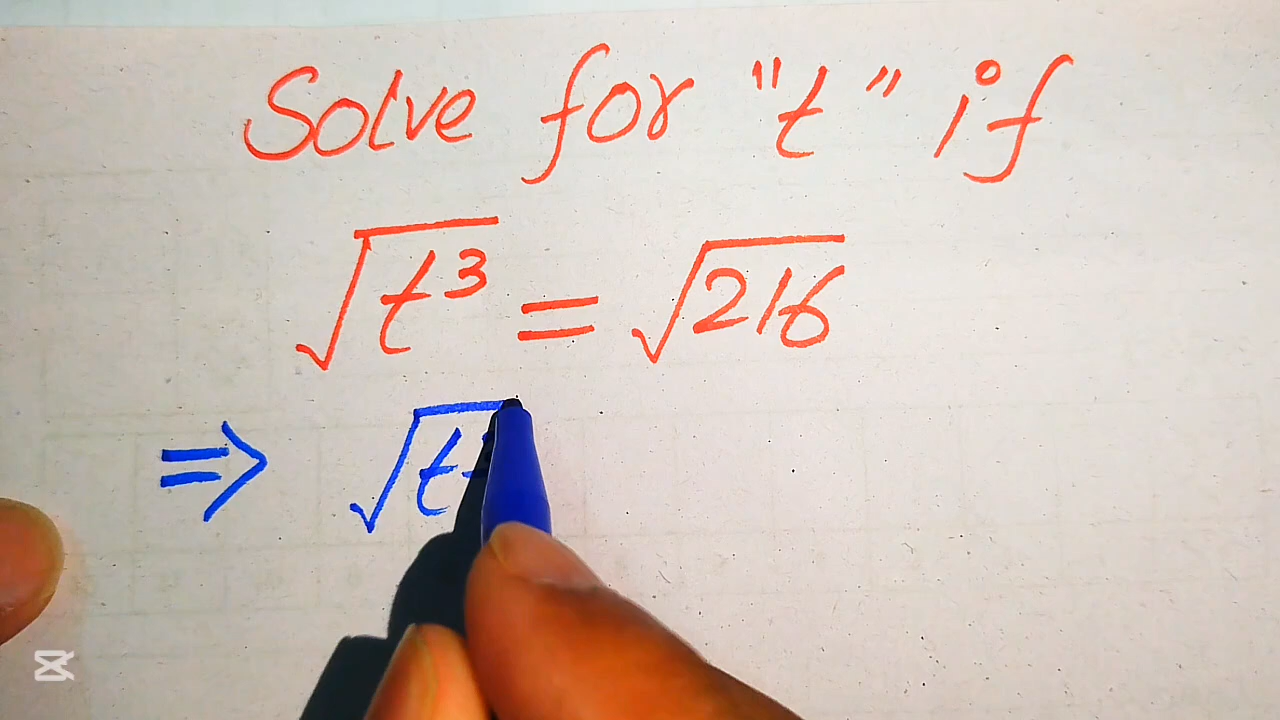 Solve for "t" if
√t³ = √216
⇒ √t